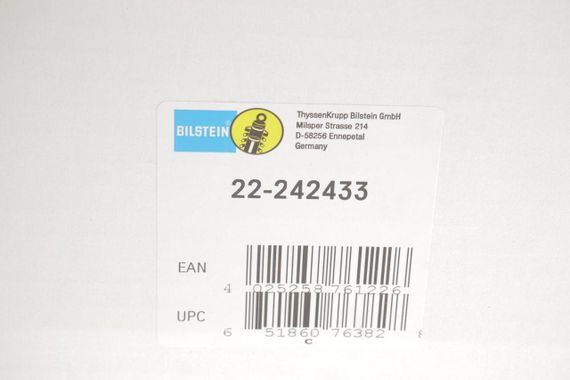 BILSTEIN
ThyssenKrupp Bilstein GmbH
Milsper Strasse 214
D-58256 Ennepetal
Germany
22-242433
EAN
4 025258 761226
UPC
6 51860 76382 8
C